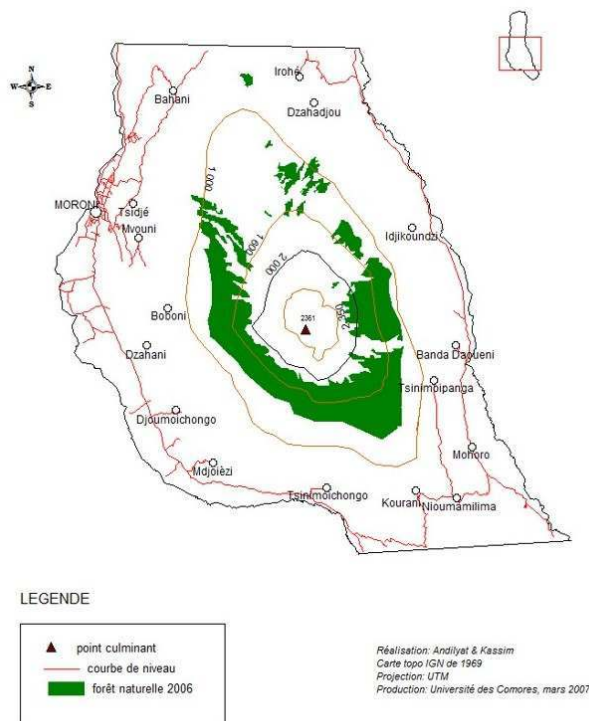 Irohé
Bahani
Dzahadjou
1 000
MORONI
Tsidjé
Mvouni
Idjikoundzi
1 600
2 000
Boboni
2361
Dzahani
Banda Daoueni
Tsinimoipanga
Djoumoichongo
Mohoro
Mdjoièzi
Tsinimoichongo
Kourani
Nioumamilima
N
W E
S
LEGENDE
point culminant
courbe de niveau
forêt naturelle 2006
Réalisation: Andilyat & Kassim
Carte topo IGN de 1969
Projection: UTM
Production: Université des Comores, mars 2007